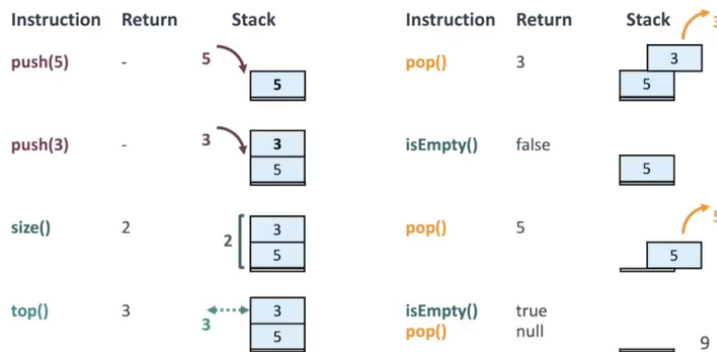 Instruction Return Stack
push(5) - 5
5
push(3) - 3
3
5
size() 2
2
3
5
top() 3
3
3
5
Instruction Return Stack
pop() 3
3
3
5
isEmpty() false
5
pop() 5
5
5
isEmpty() true
pop() null
9